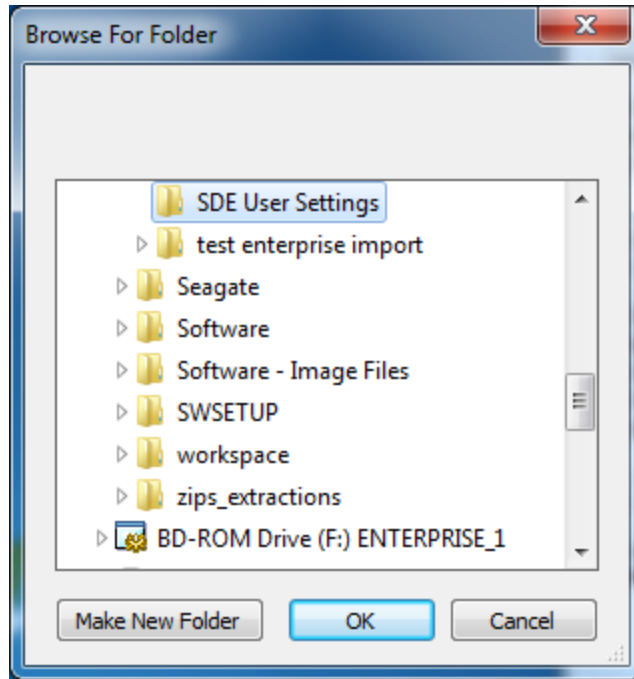 Browse For Folder
SDE User Settings
test enterprise import
Seagate
Software
Software - Image Files
SWSETUP
workspace
zips_extractions
BD-ROM Drive (F:) ENTERPRISE_1
Make New Folder OK Cancel